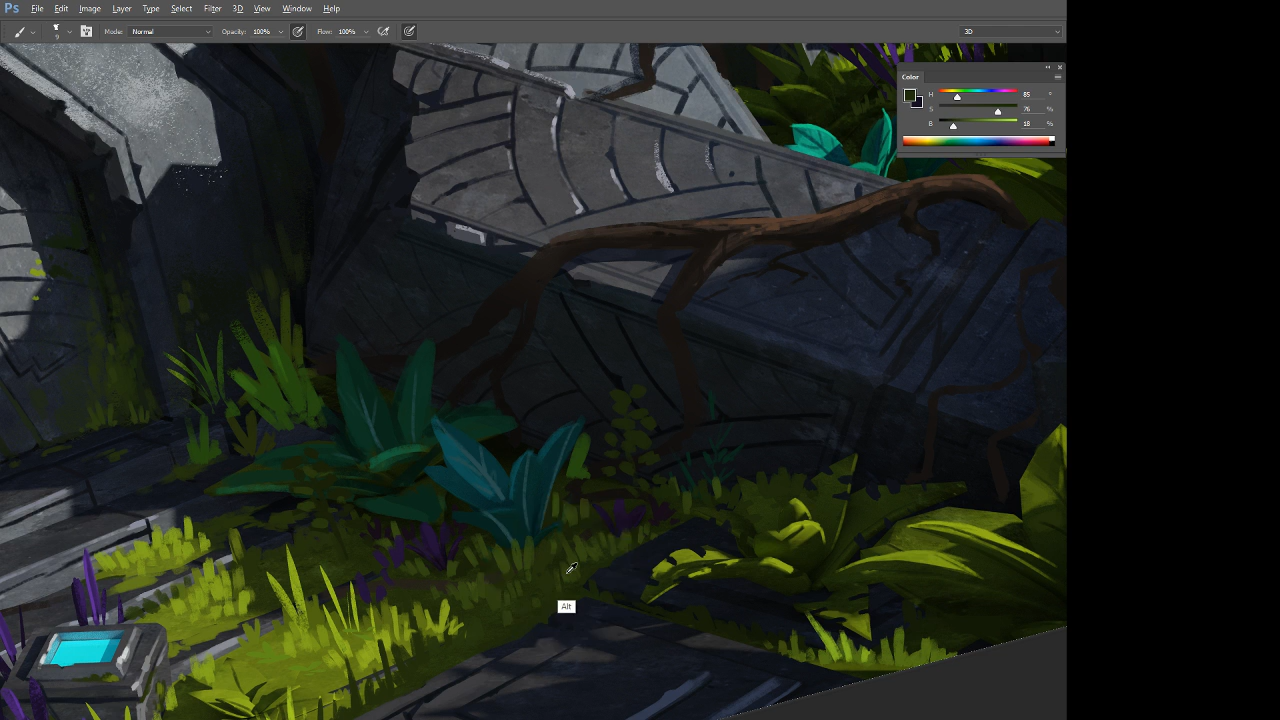 Ps File Edit Image Layer Type Select Filter 3D View Window Help
9 Mode: Normal Opacity: 100% Flow: 100% 3D
Color
H 85 °
S 76 %
B 18 %
Alt